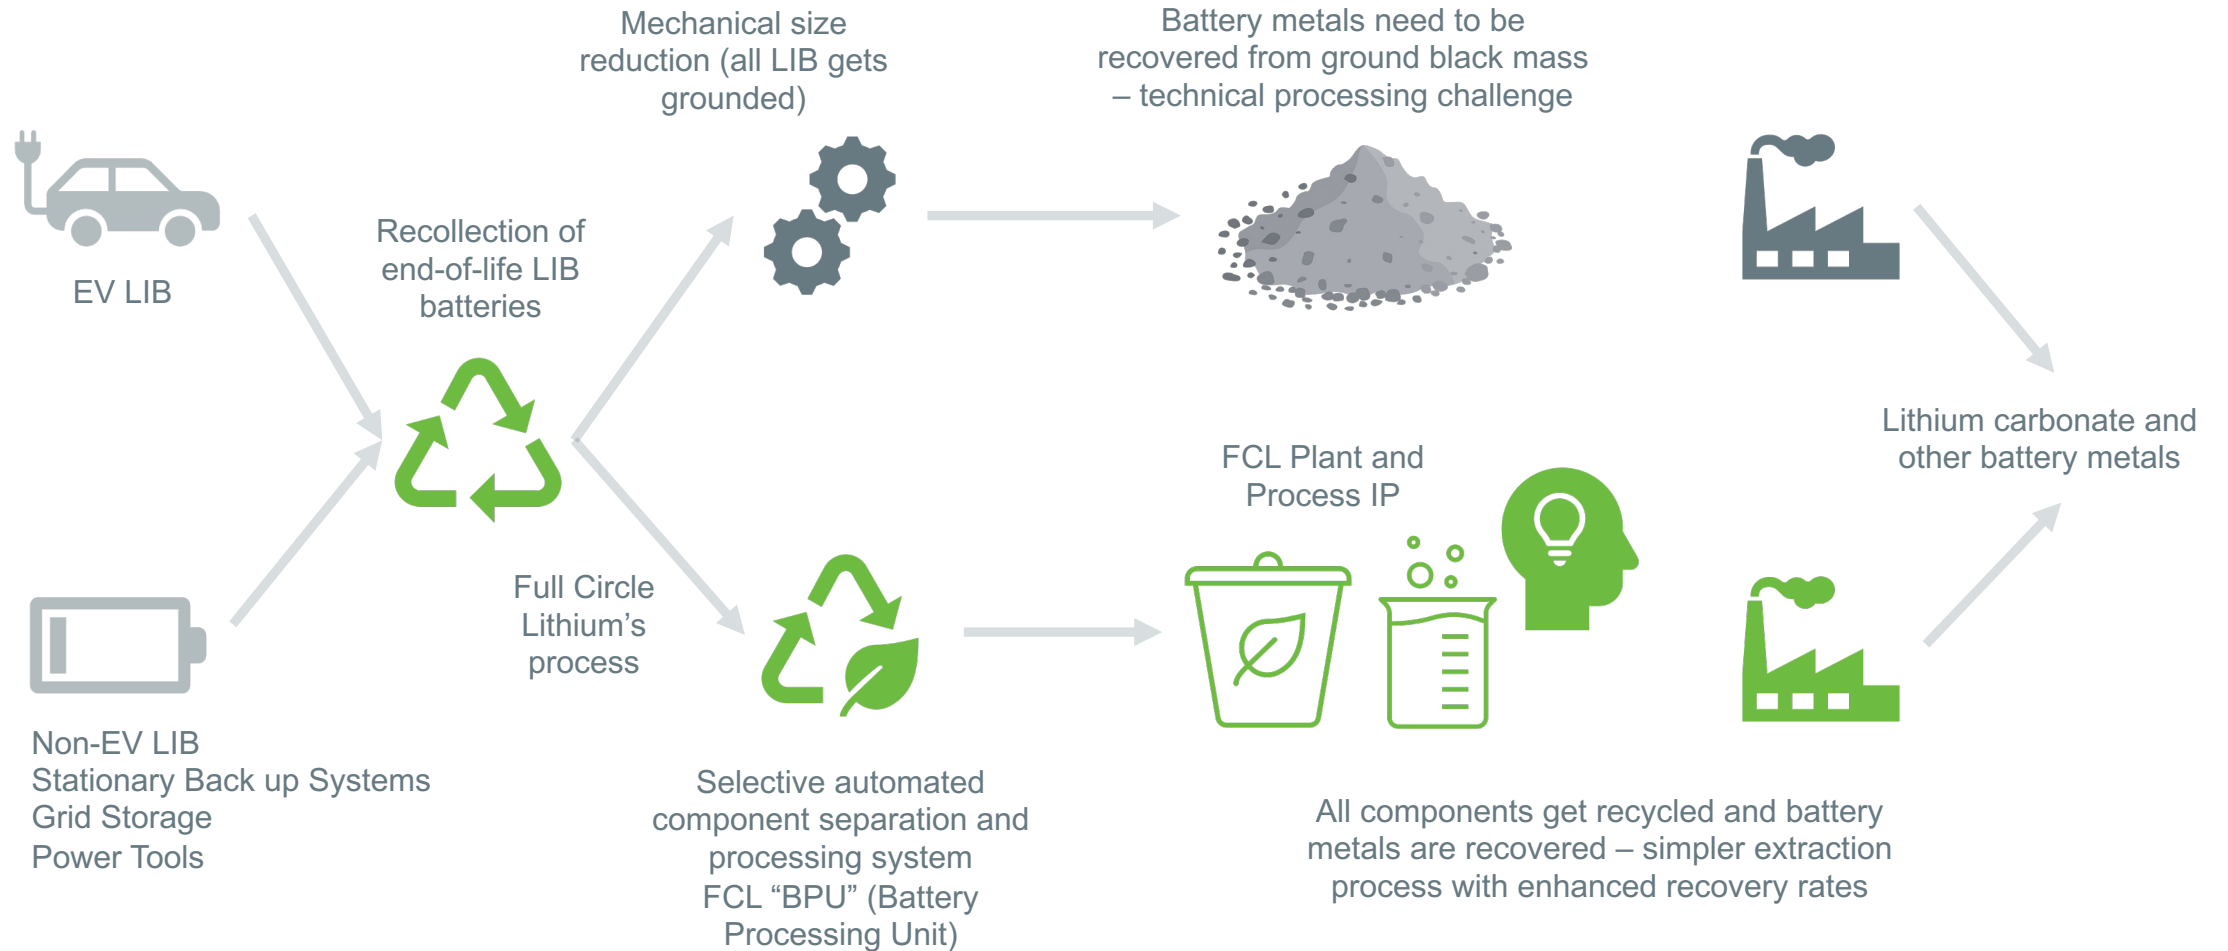 Mechanical size
reduction (all LIB gets
grounded)
Battery metals need to be
recovered from ground black mass
– technical processing challenge
EV LIB
Recollection of
end-of-life LIB
batteries
Lithium carbonate and
other battery metals
FCL Plant and
Process IP
Full Circle
Lithium’s
process
Non-EV LIB
Stationary Back up Systems
Grid Storage
Power Tools
Selective automated
component separation and
processing system
FCL “BPU” (Battery
Processing Unit)
All components get recycled and battery
metals are recovered – simpler extraction
process with enhanced recovery rates